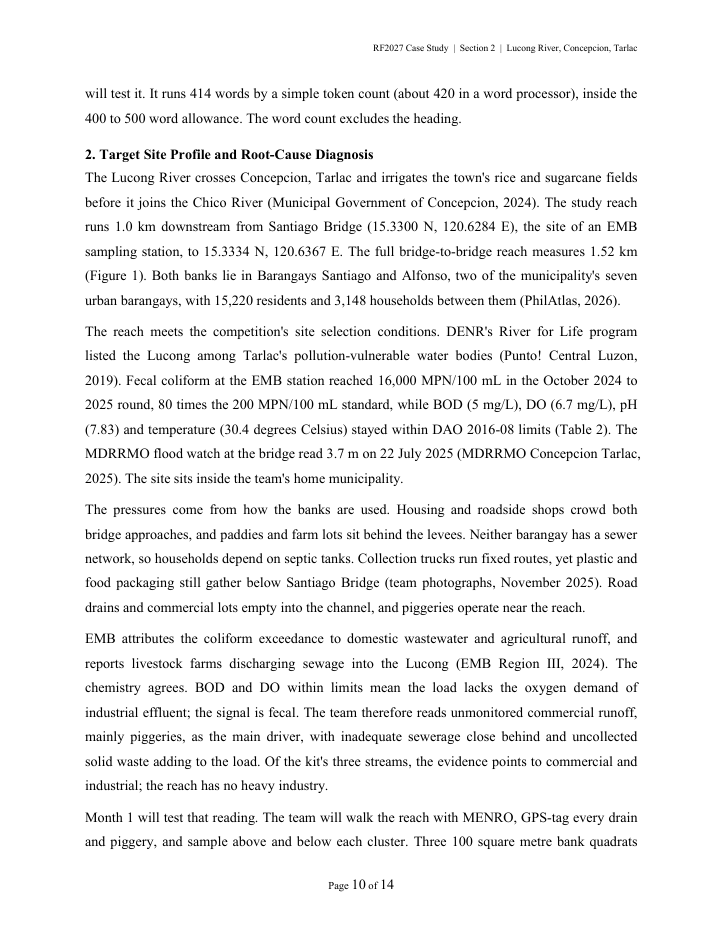 RF2027 Case Study | Section 2 | Lucong River, Concepcion, Tarlac
will test it. It runs 414 words by a simple token count (about 420 in a word processor), inside the
400 to 500 word allowance. The word count excludes the heading.
2. Target Site Profile and Root-Cause Diagnosis
The Lucong River crosses Concepcion, Tarlac and irrigates the town's rice and sugarcane fields
before it joins the Chico River (Municipal Government of Concepcion, 2024). The study reach
runs 1.0 km downstream from Santiago Bridge (15.3300 N, 120.6284 E), the site of an EMB
sampling station, to 15.3334 N, 120.6367 E. The full bridge-to-bridge reach measures 1.52 km
(Figure 1). Both banks lie in Barangays Santiago and Alfonso, two of the municipality's seven
urban barangays, with 15,220 residents and 3,148 households between them (PhilAtlas, 2026).
The reach meets the competition's site selection conditions. DENR's River for Life program
listed the Lucong among Tarlac's pollution-vulnerable water bodies (Punto! Central Luzon,
2019). Fecal coliform at the EMB station reached 16,000 MPN/100 mL in the October 2024 to
2025 round, 80 times the 200 MPN/100 mL standard, while BOD (5 mg/L), DO (6.7 mg/L), pH
(7.83) and temperature (30.4 degrees Celsius) stayed within DAO 2016-08 limits (Table 2). The
MDRRMO flood watch at the bridge read 3.7 m on 22 July 2025 (MDRRMO Concepcion Tarlac,
2025). The site sits inside the team's home municipality.
The pressures come from how the banks are used. Housing and roadside shops crowd both
bridge approaches, and paddies and farm lots sit behind the levees. Neither barangay has a sewer
network, so households depend on septic tanks. Collection trucks run fixed routes, yet plastic and
food packaging still gather below Santiago Bridge (team photographs, November 2025). Road
drains and commercial lots empty into the channel, and piggeries operate near the reach.
EMB attributes the coliform exceedance to domestic wastewater and agricultural runoff, and
reports livestock farms discharging sewage into the Lucong (EMB Region III, 2024). The
chemistry agrees. BOD and DO within limits mean the load lacks the oxygen demand of
industrial effluent; the signal is fecal. The team therefore reads unmonitored commercial runoff,
mainly piggeries, as the main driver, with inadequate sewerage close behind and uncollected
solid waste adding to the load. Of the kit's three streams, the evidence points to commercial and
industrial; the reach has no heavy industry.
Month 1 will test that reading. The team will walk the reach with MENRO, GPS-tag every drain
and piggery, and sample above and below each cluster. Three 100 square metre bank quadrats
Page 10 of 14